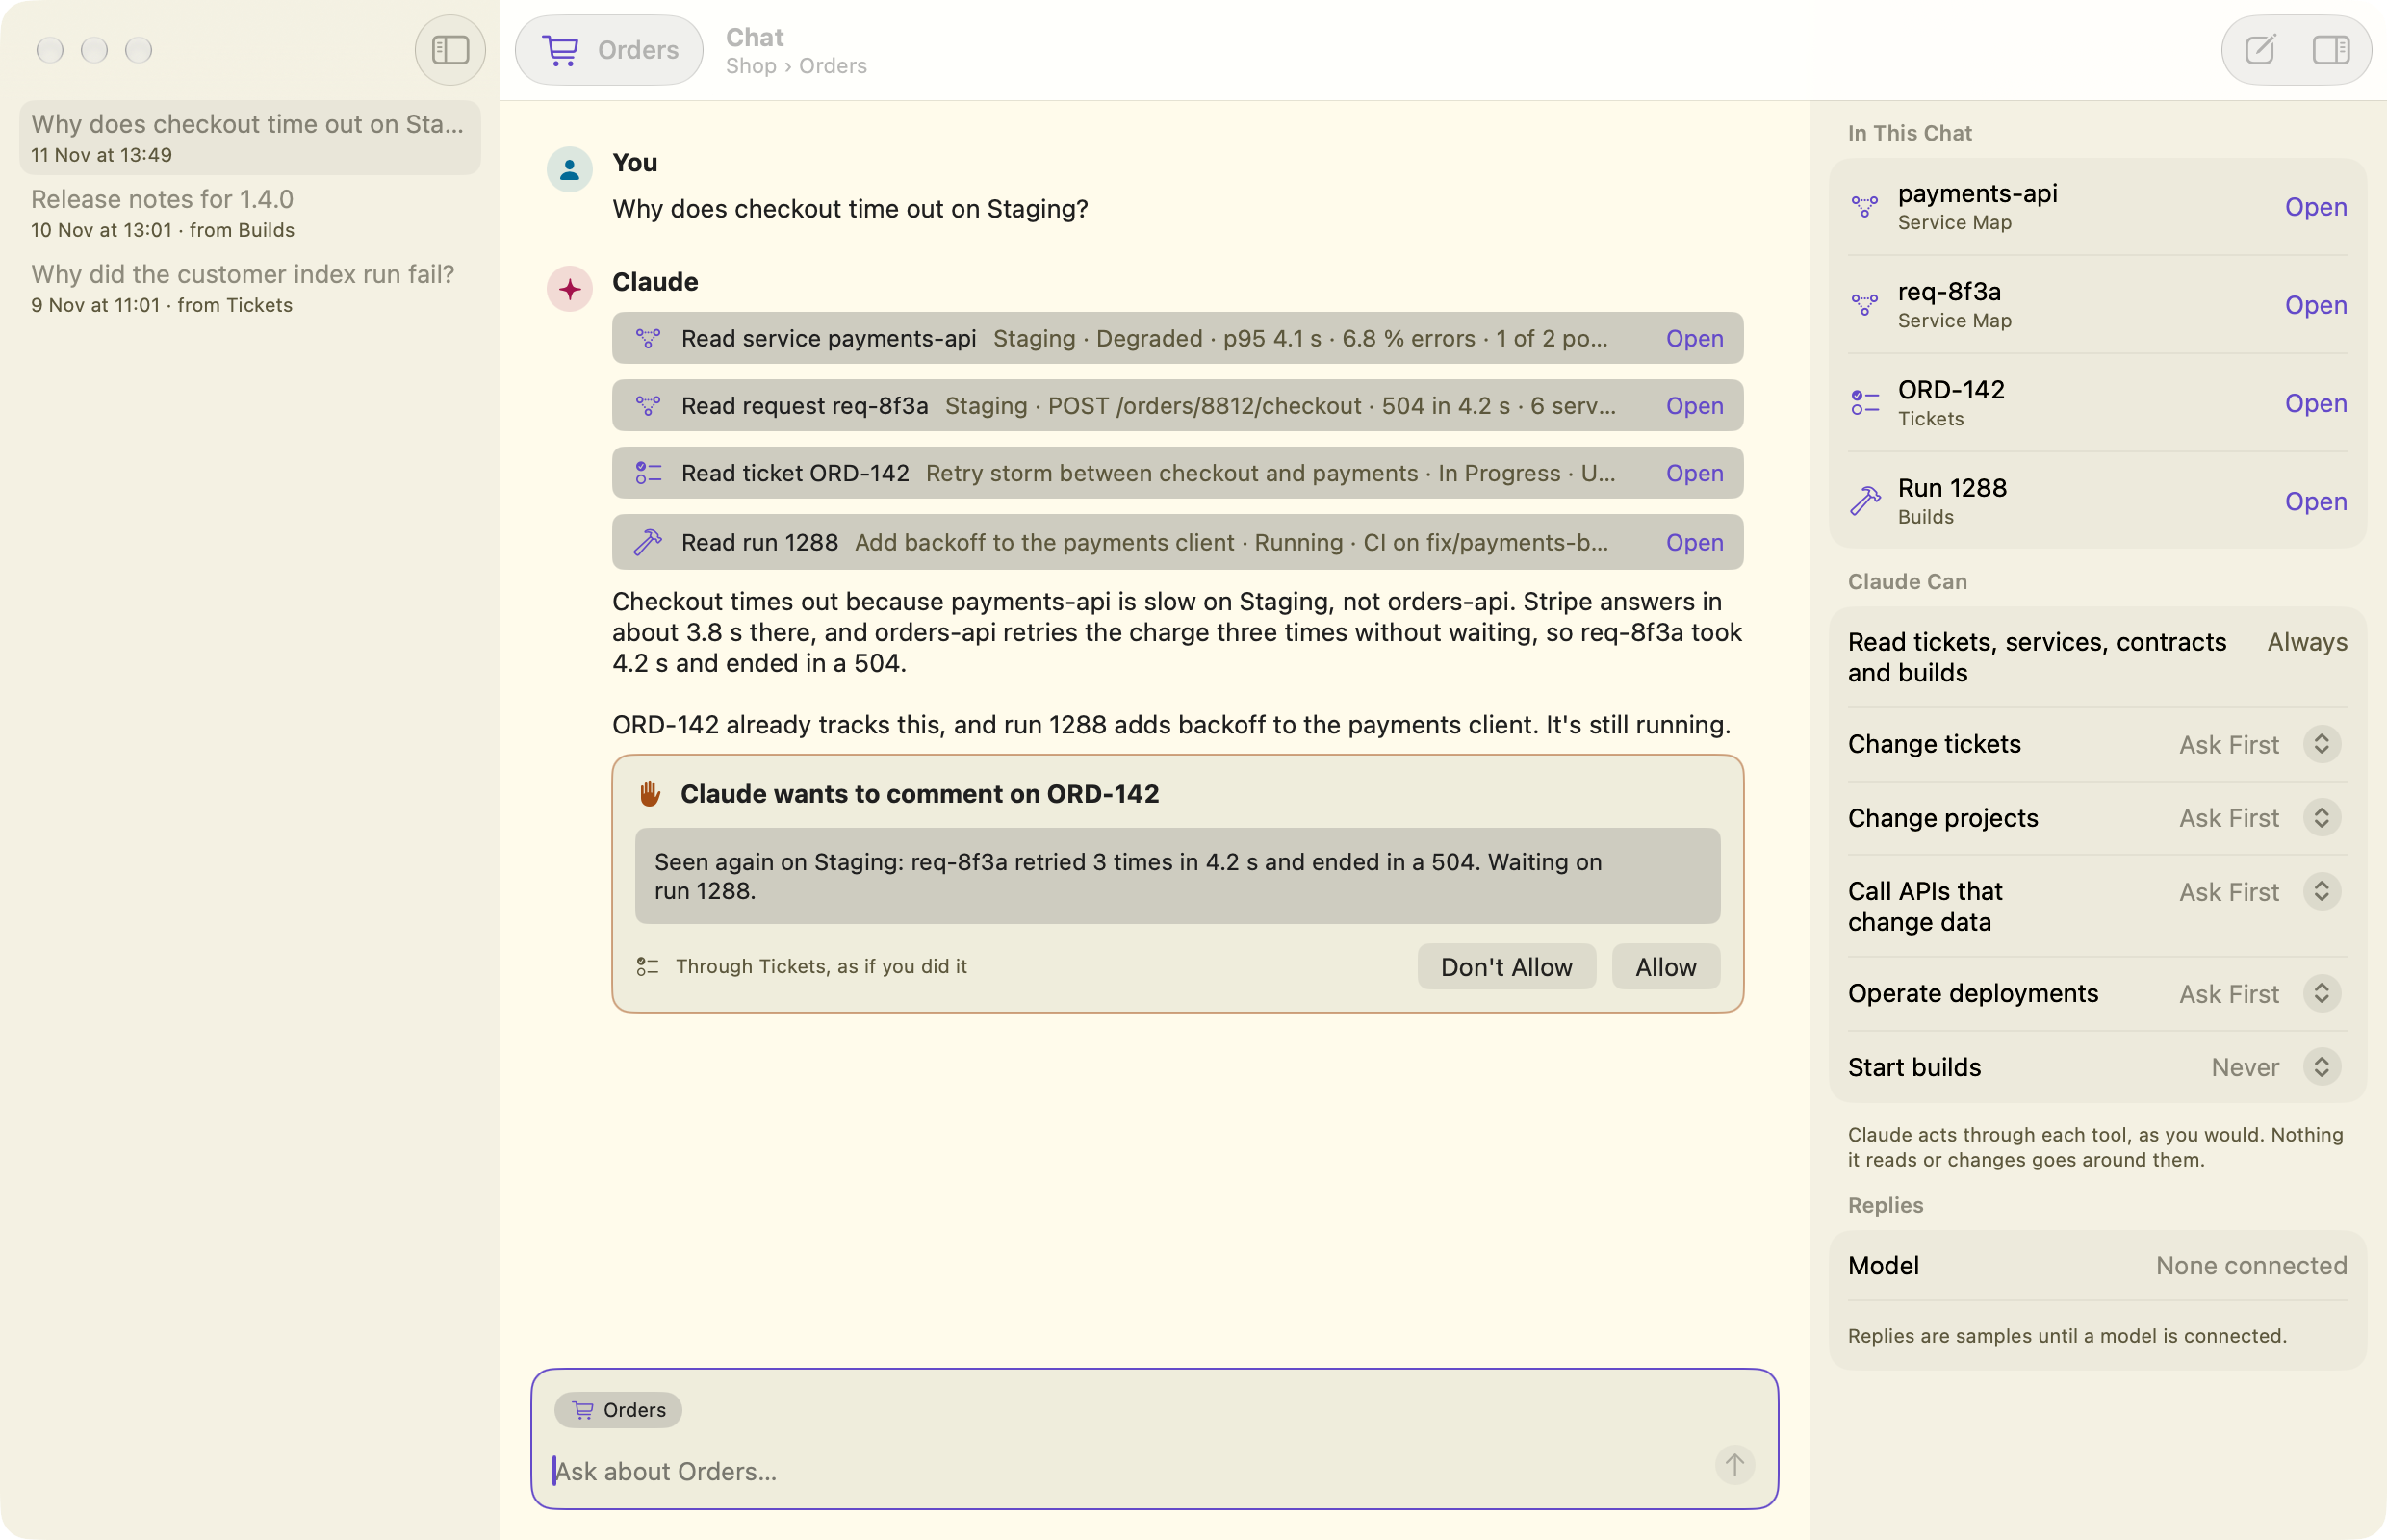 Orders
Chat
Shop › Orders
Why does checkout time out on Sta...
11 Nov at 13:49
Release notes for 1.4.0
10 Nov at 13:01 · from Builds
Why did the customer index run fail?
9 Nov at 11:01 · from Tickets
You
Why does checkout time out on Staging?
Claude
Read service payments-api Staging · Degraded · p95 4.1 s · 6.8 % errors · 1 of 2 po... Open
Read request req-8f3a Staging · POST /orders/8812/checkout · 504 in 4.2 s · 6 serv... Open
Read ticket ORD-142 Retry storm between checkout and payments · In Progress · U... Open
Read run 1288 Add backoff to the payments client · Running · CI on fix/payments-b... Open
Checkout times out because payments-api is slow on Staging, not orders-api. Stripe answers in
about 3.8 s there, and orders-api retries the charge three times without waiting, so req-8f3a took
4.2 s and ended in a 504.
ORD-142 already tracks this, and run 1288 adds backoff to the payments client. It's still running.
Claude wants to comment on ORD-142
Seen again on Staging: req-8f3a retried 3 times in 4.2 s and ended in a 504. Waiting on
run 1288.
Through Tickets, as if you did it
Don't Allow
Allow
Orders
Ask about Orders...
In This Chat
payments-api
Service Map
Open
req-8f3a
Service Map
Open
ORD-142
Tickets
Open
Run 1288
Builds
Open
Claude Can
Read tickets, services, contracts
and builds
Always
Change tickets Ask First
Change projects Ask First
Call APIs that
change data
Ask First
Operate deployments Ask First
Start builds Never
Claude acts through each tool, as you would. Nothing
it reads or changes goes around them.
Replies
Model None connected
Replies are samples until a model is connected.